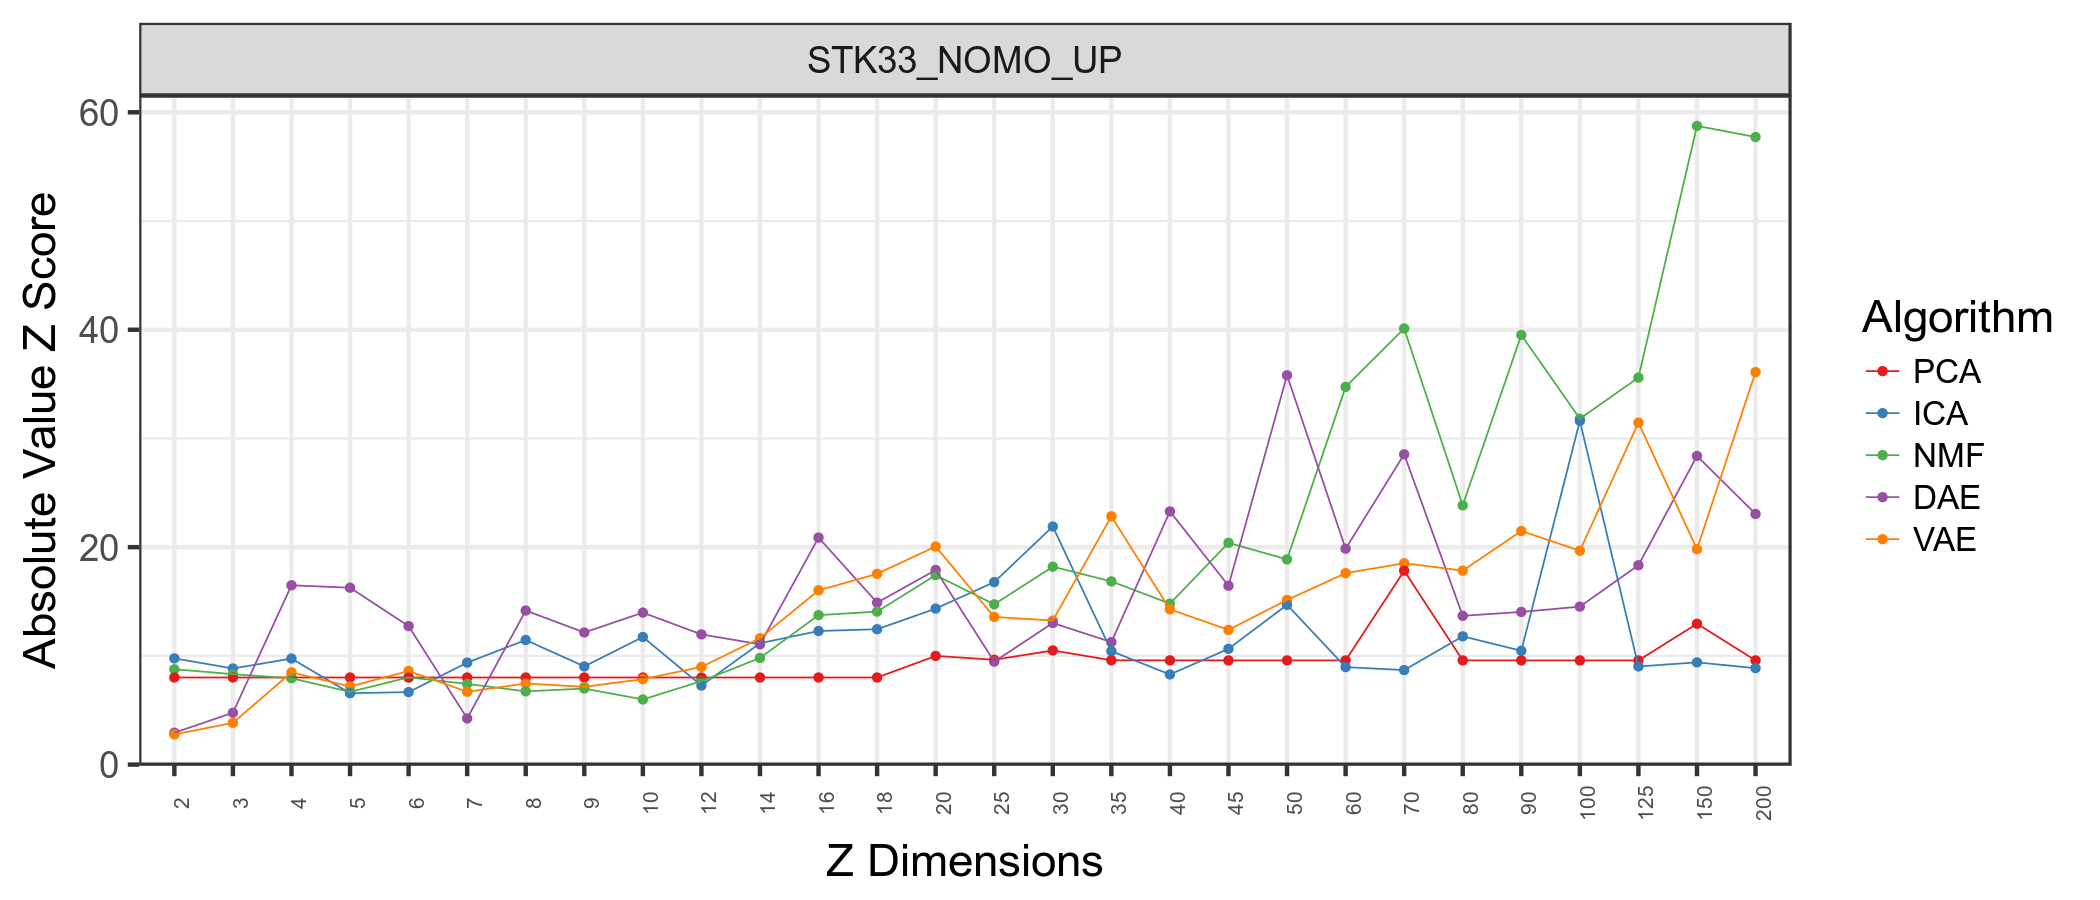 STK33_NOMO_UP
60
40
20
0
Absolute Value Z Score
2 3 4 5 6 7 8 9 10 12 14 16 18 20 25 30 35 40 45 50 60 70 80 90 100 125 150 200
Z Dimensions
Algorithm
PCA
ICA
NMF
DAE
VAE